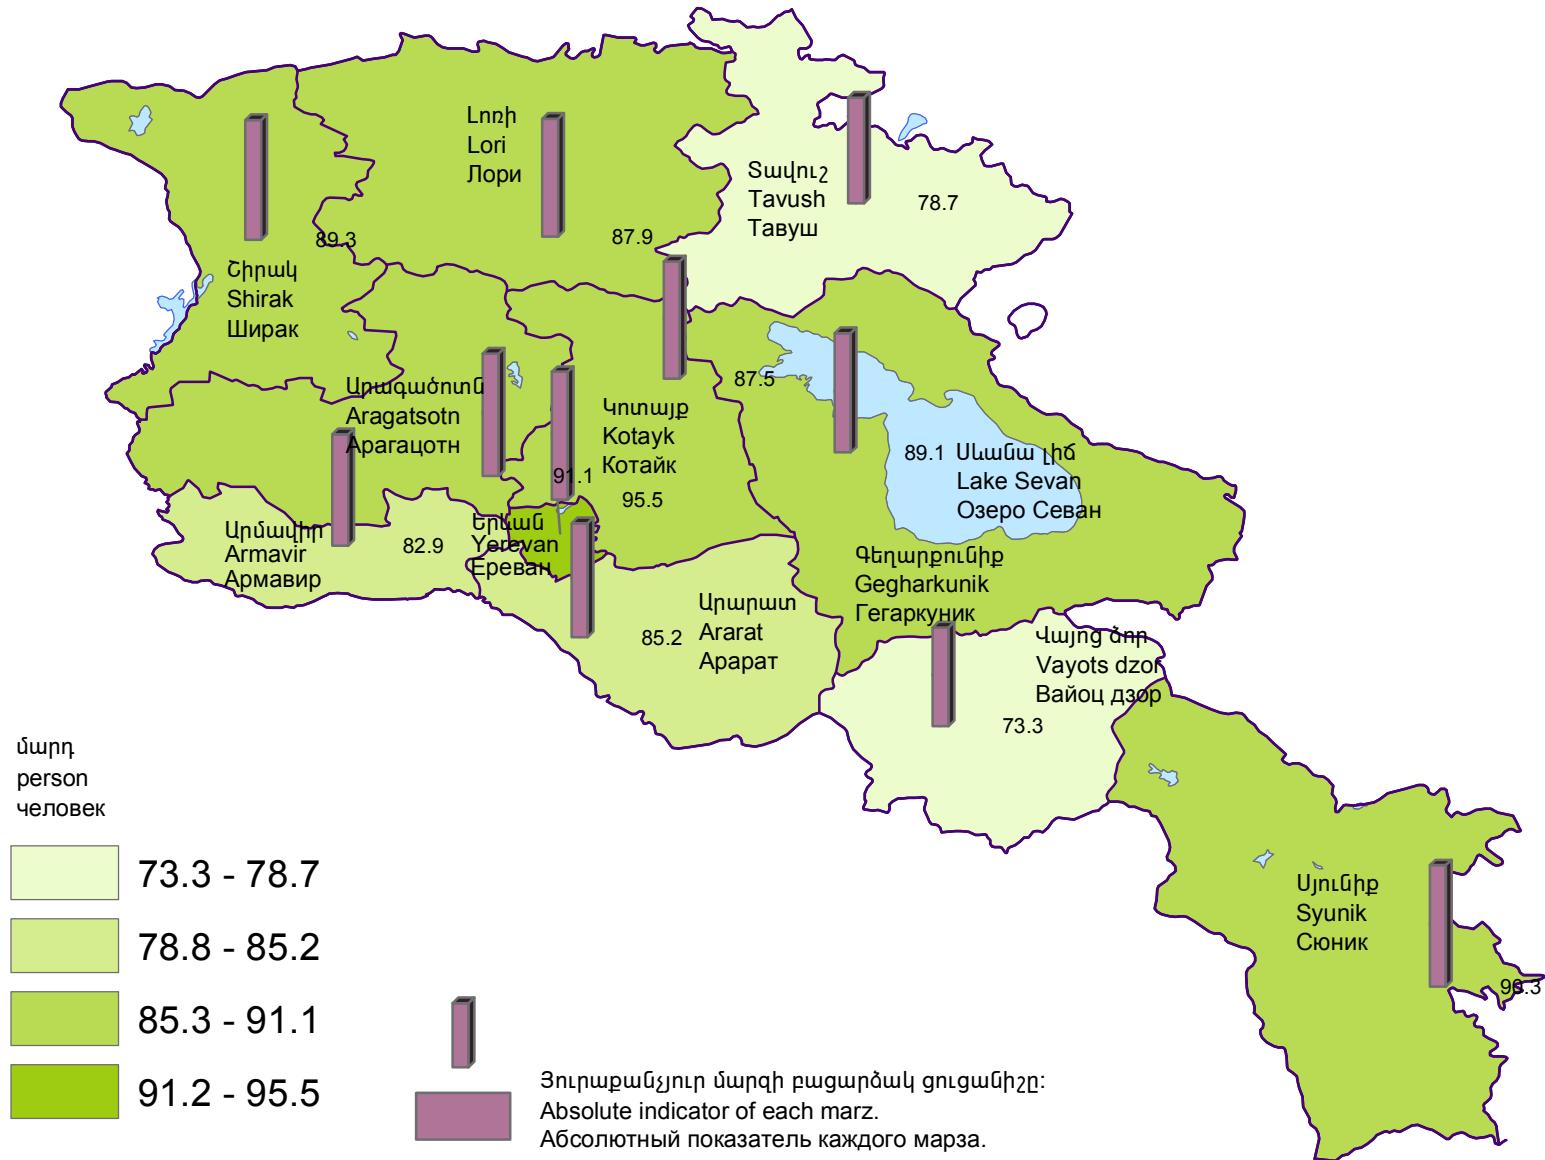 Լոռի
Lori
Лори
87.9
Տավուշ
Tavush
Тавуш
78.7
89.3
Շիրակ
Shirak
Ширак
Արագածոտն
Aragatsotn
Арагацотн
91.1
Կոտայք
Kotayk
Котайк
95.5
87.5
89.1
Սևանա լիճ
Lake Sevan
Озеро Севан
Արմավիր
Armavir
Армавир
82.9
Երևան
Yerevan
Ереван
Գեղարքունիք
Gegharkunik
Гегаркуник
Արարատ
Ararat
Арарат
85.2
Վայոց ձոր
Vayots dzor
Вайоц дзор
73.3
Սյունիք
Syunik
Сюник
90.3
մարդ
person
человек
73.3 - 78.7
78.8 - 85.2
85.3 - 91.1
91.2 - 95.5
Յուրաքանչյուր մարզի բացարձակ ցուցանիշը:
Absolute indicator of each marz.
Абсолютный показатель каждого марза.